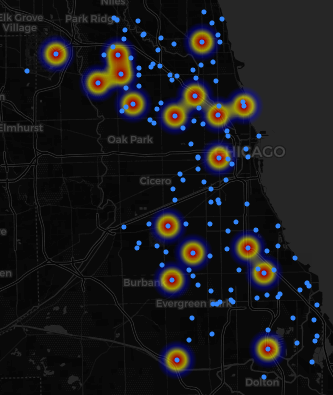 Niles
Elk Grove
Village
Park Ridge
Elmhurst
Oak Park
CHICAGO
Cicero
Burbank
Evergreen Park
Dolton